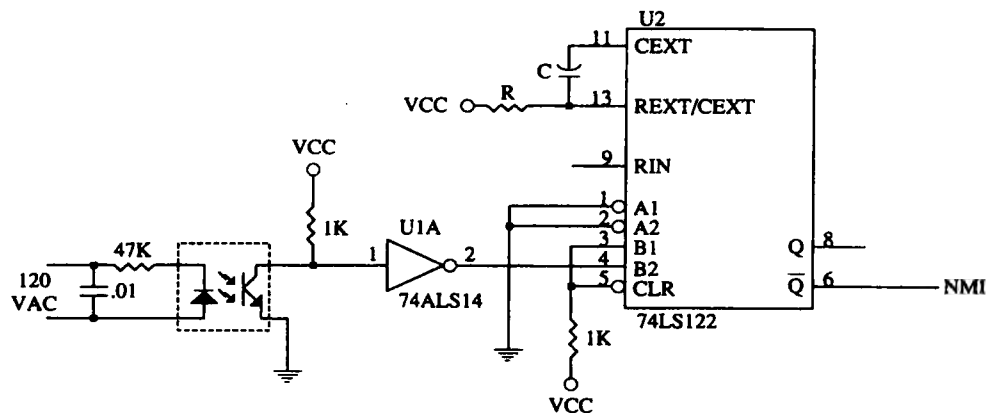 U2
11
CEXT
C
R
VCC
13
REXT/CEXT
VCC
9
RIN
1K
U1A
1
A1
2
A2
3
B1
47K
1
2
4
B2
Q
8
120
VAC
.01
5
CLR
Q
6
NMI
74ALS14
74LS122
1K
VCC